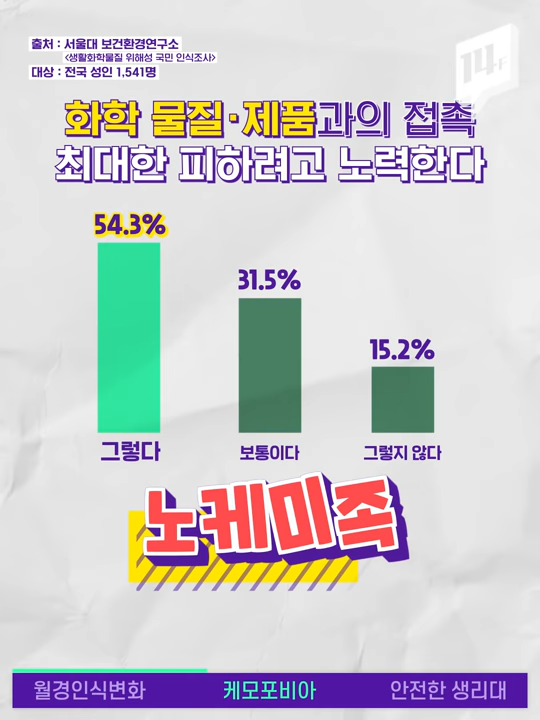 출처 : 서울대 보건환경연구소
<생활화학물질 위해성 국민 인식조사>
대상 : 전국 성인 1,541명
14F
화학 물질·제품과의 접촉
최대한 피하려고 노력한다
54.3%
31.5%
15.2%
그렇다
보통이다
그렇지 않다
노케미족
월경인식변화
케모포비아
안전한 생리대